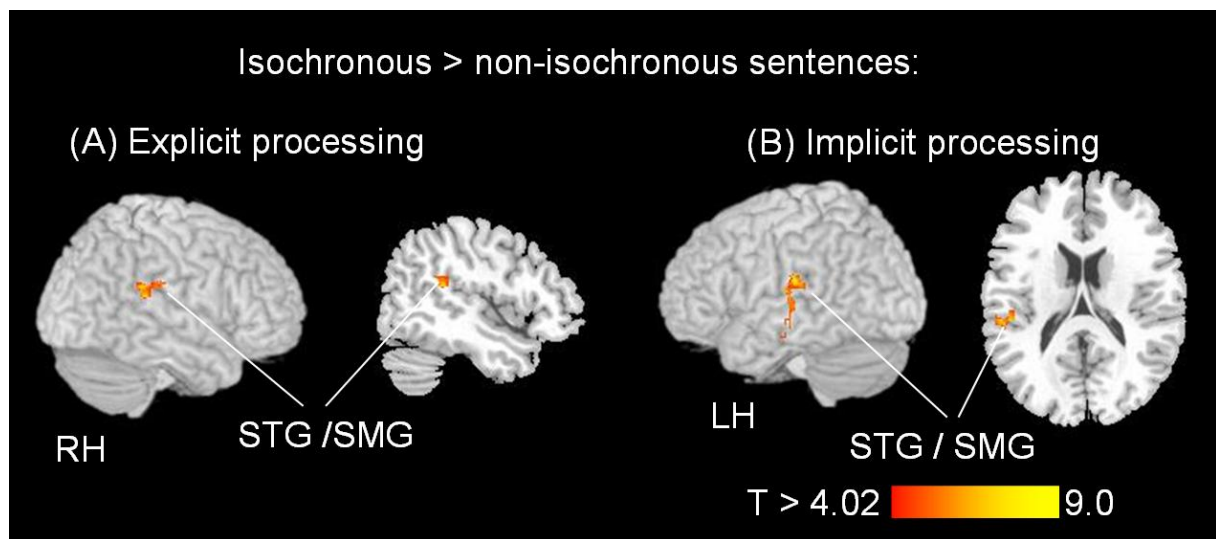 Isochronous > non-isochronous sentences:
(A) Explicit processing
(B) Implicit processing
RH
STG /SMG
LH
STG / SMG
T > 4.02
9.0